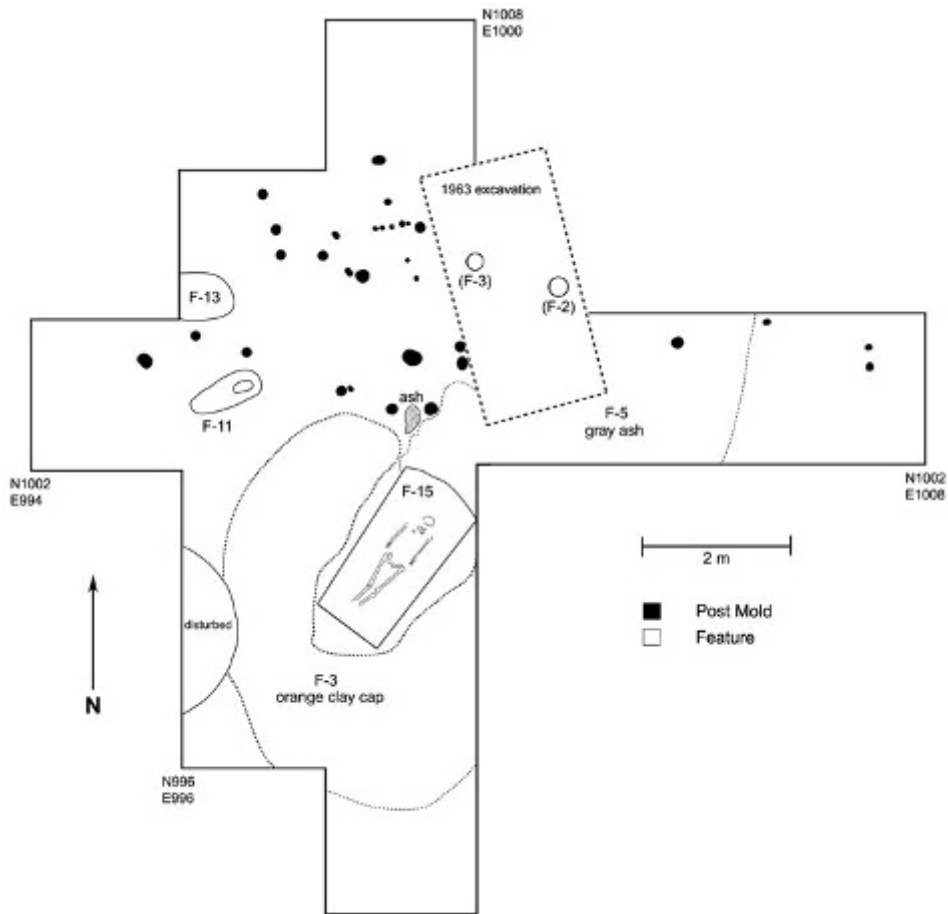 N1008
E1000
1963 excavation
(F-3)
(F-2)
F-13
ash
F-11
F-5
gray ash
N1002
E994
F-15
N1002
E1008
2 m
Post Mold
Feature
disturbed
N
F-3
orange clay cap
N996
E996